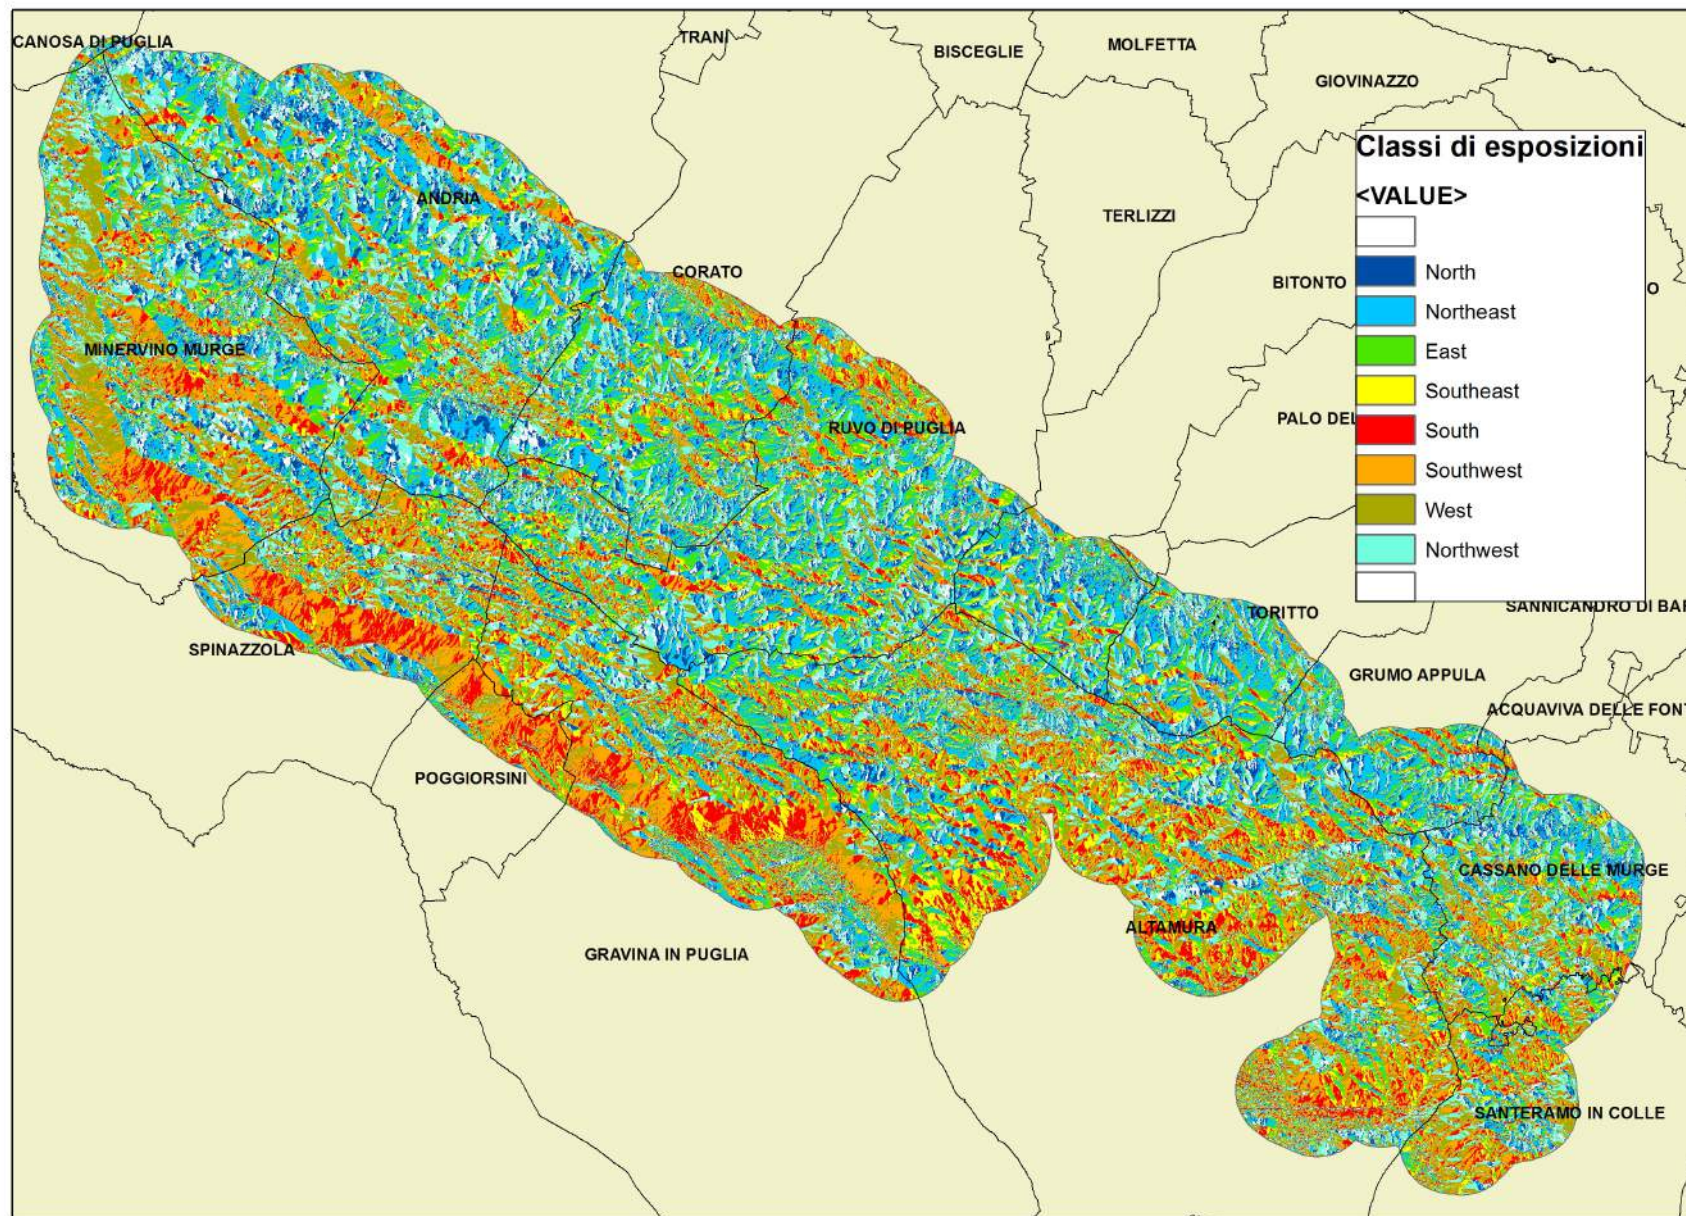 CANOSA DI PUGLIA
TRANI
BISCEGLIE
MOLFETTA
GIOVINAZZO
ANDRIA
TERLIZZI
CORATO
BITONTO
O
MINERVINO MURGE
RUVO DI PUGLIA
PALO DEL
Classi di esposizioni
<VALUE>
North
Northeast
East
Southeast
South
Southwest
West
Northwest
SANNICANDRO DI BAR
TORITTO
SPINAZZOLA
GRUMO APPULA
ACQUAVIVA DELLE FONT
POGGIORSINI
CASSANO DELLE MURGE
ALTAMURA
GRAVINA IN PUGLIA
SANTERAMO IN COLLE